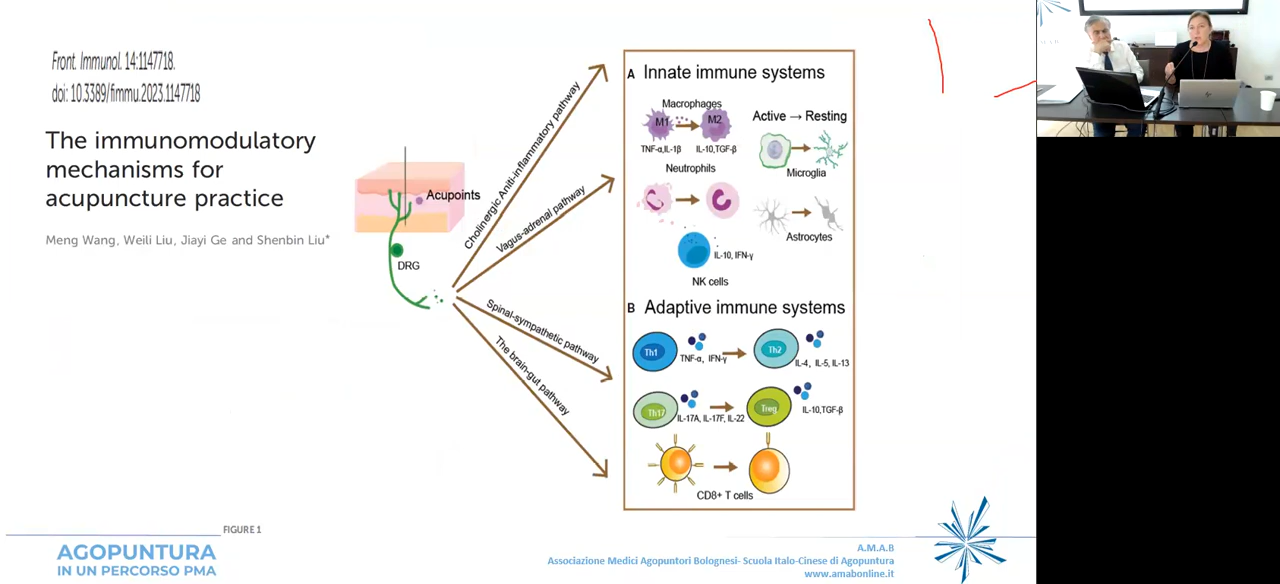 Front. Immunol. 14:1147718.
doi: 10.3389/fimmu.2023.1147718
The immunomodulatory
mechanisms for
acupuncture practice
Meng Wang, Weili Liu, Jiayi Ge and Shenbin Liu*
Acupoints
DRG
Cholinergic Anti-inflammatory pathway
Vagus-adrenal pathway
Spinal-sympathetic pathway
The brain-gut pathway
A Innate immune systems
Macrophages
M1
M2
TNF-α,IL-1β
IL-10,TGF-β
Active → Resting
Microglia
Neutrophils
Astrocytes
IL-10, IFN-γ
NK cells
B Adaptive immune systems
Th1
TNF-α, IFN-γ
Th2
IL-4, IL-5, IL-13
Th17
IL-17A, IL-17F, IL-22
Treg
IL-10,TGF-β
CD8+ T cells
FIGURE 1
AGOPUNTURA
IN UN PERCORSO PMA
A.M.A.B
Associazione Medici Agopuntori Bolognesi- Scuola Italo-Cinese di Agopuntura
www.amabonline.it